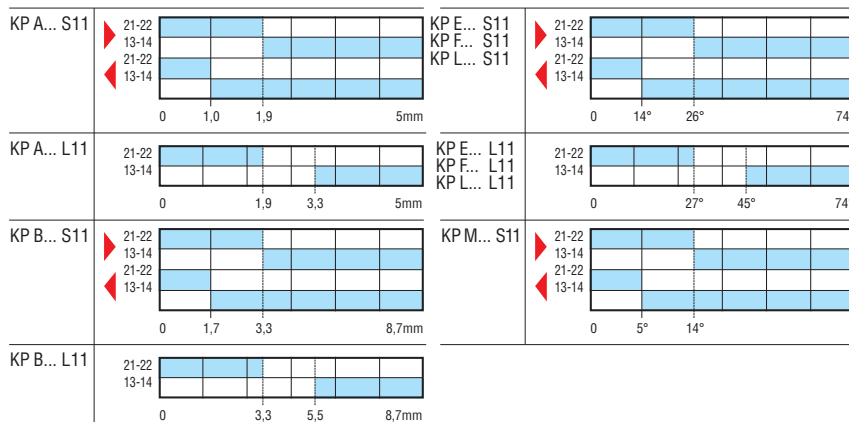 KP A... S11
21-22
13-14
21-22
13-14
0 1,0 1,9 5mm
KP E... S11
KP F... S11
KP L... S11
21-22
13-14
21-22
13-14
0 14° 26° 74
KP A... L11
21-22
13-14
0 1,9 3,3 5mm
KP E... L11
KP F... L11
KP L... L11
21-22
13-14
0 27° 45° 74
KP B... S11
21-22
13-14
21-22
13-14
0 1,7 3,3 8,7mm
KP M... S11
21-22
13-14
21-22
13-14
0 5° 14°
KP B... L11
21-22
13-14
0 3,3 5,5 8,7mm